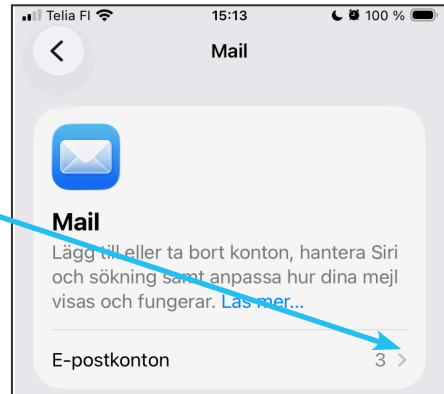 Telia FI 15:13 100 %
Mail
Mail
Lägg till eller ta bort konton, hantera Siri
och sökning samt anpassa hur dina mejl
visas och fungerar. Läs mer...
E-postkonton 3